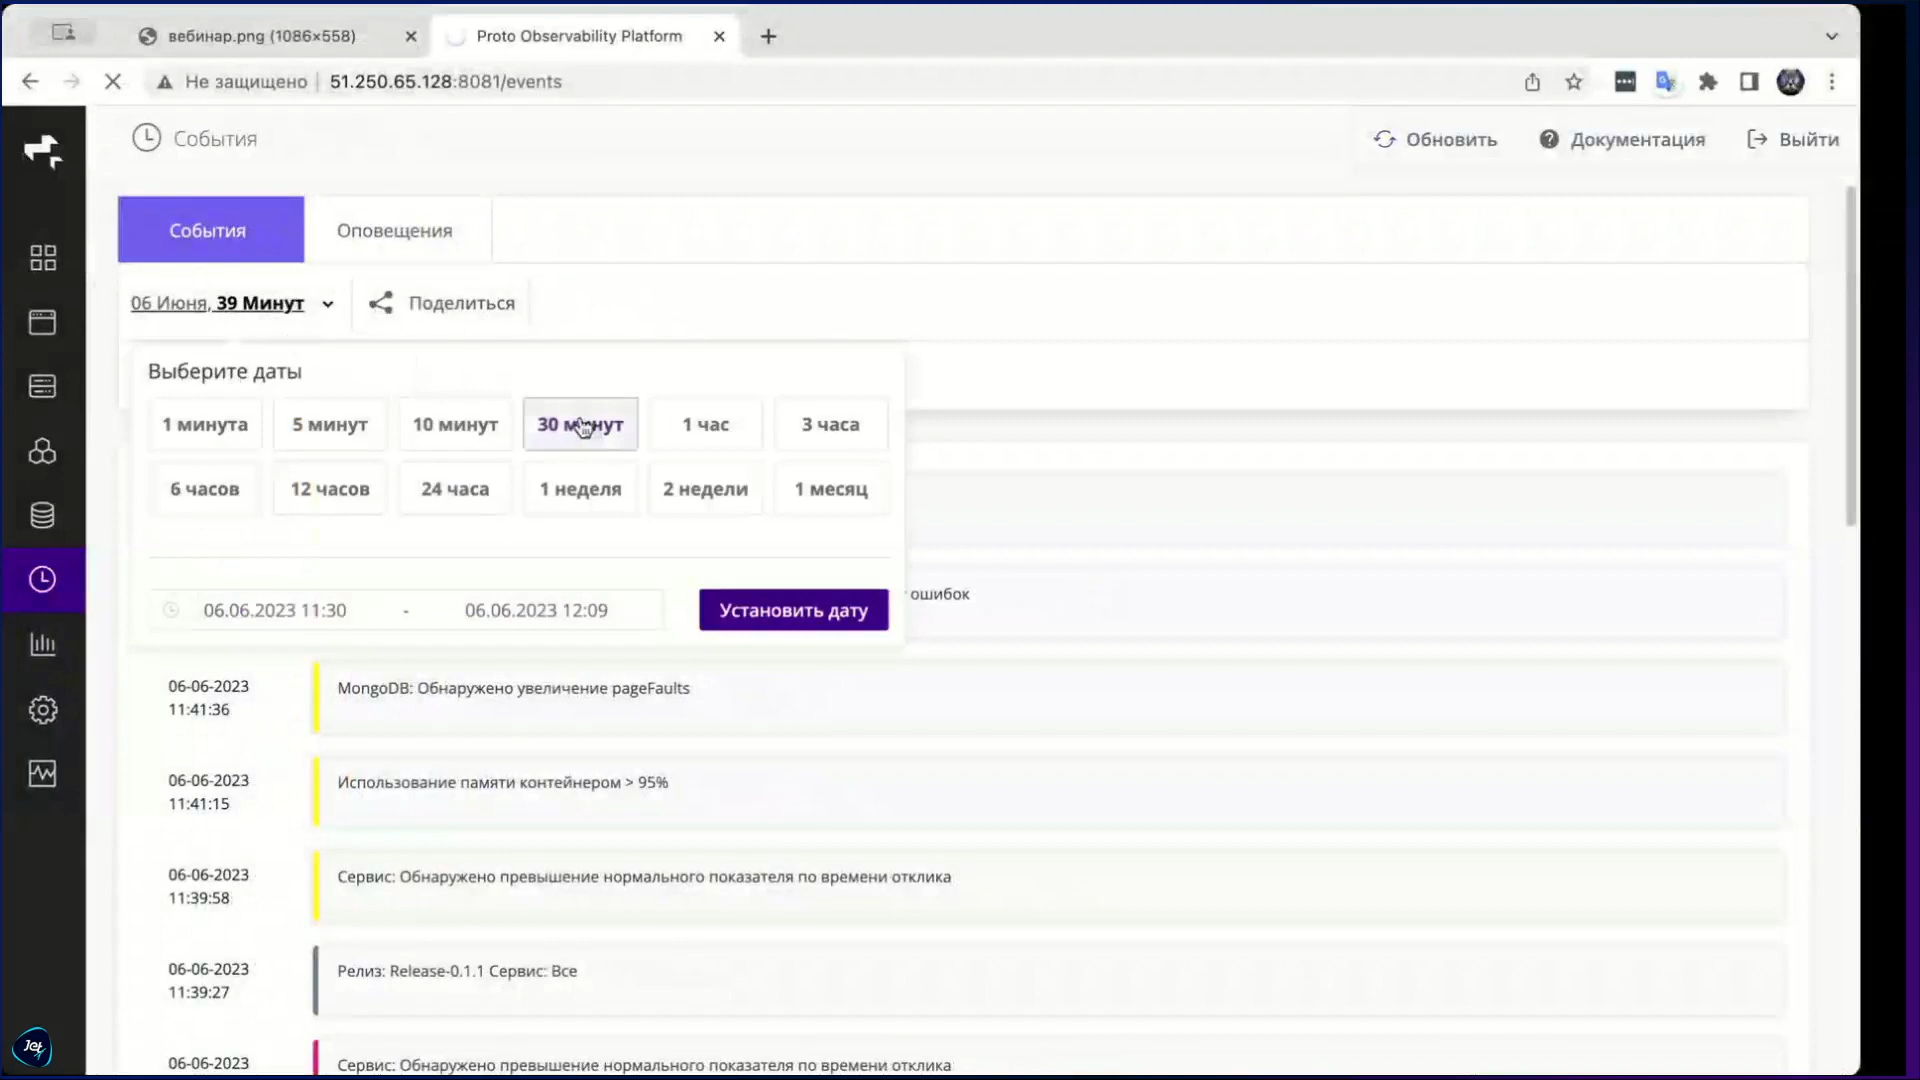 вебинар.png (1086×558)
Proto Observability Platform
Не защищено
51.250.65.128:8081/events
События
Обновить
Документация
Выйти
События
Оповещения
06 Июня, 39 Минут
Поделиться
Выберите даты
1 минута
5 минут
10 минут
30 минут
1 час
3 часа
6 часов
12 часов
24 часа
1 неделя
2 недели
1 месяц
06.06.2023 11:30 - 06.06.2023 12:09
Установить дату
ошибок
06-06-2023
11:41:36
MongoDB: Обнаружено увеличение pageFaults
06-06-2023
11:41:15
Использование памяти контейнером > 95%
06-06-2023
11:39:58
Сервис: Обнаружено превышение нормального показателя по времени отклика
06-06-2023
11:39:27
Релиз: Release-0.1.1 Сервис: Все
06-06-2023
Сервис: Обнаружено превышение нормального показателя по времени отклика
Jet